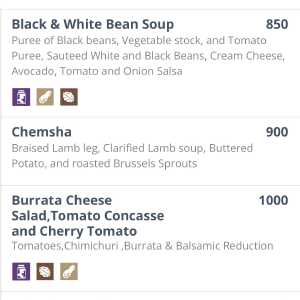 Black & White Bean Soup 850
Puree of Black beans, Vegetable stock, and Tomato
Puree, Sauteed White and Black Beans, Cream Cheese,
Avocado, Tomato and Onion Salsa
Chemsha 900
Braised Lamb leg, Clarified Lamb soup, Buttered
Potato, and roasted Brussels Sprouts
Burrata Cheese 1000
Salad,Tomato Concasse
and Cherry Tomato
Tomatoes,Chimichuri ,Burrata & Balsamic Reduction